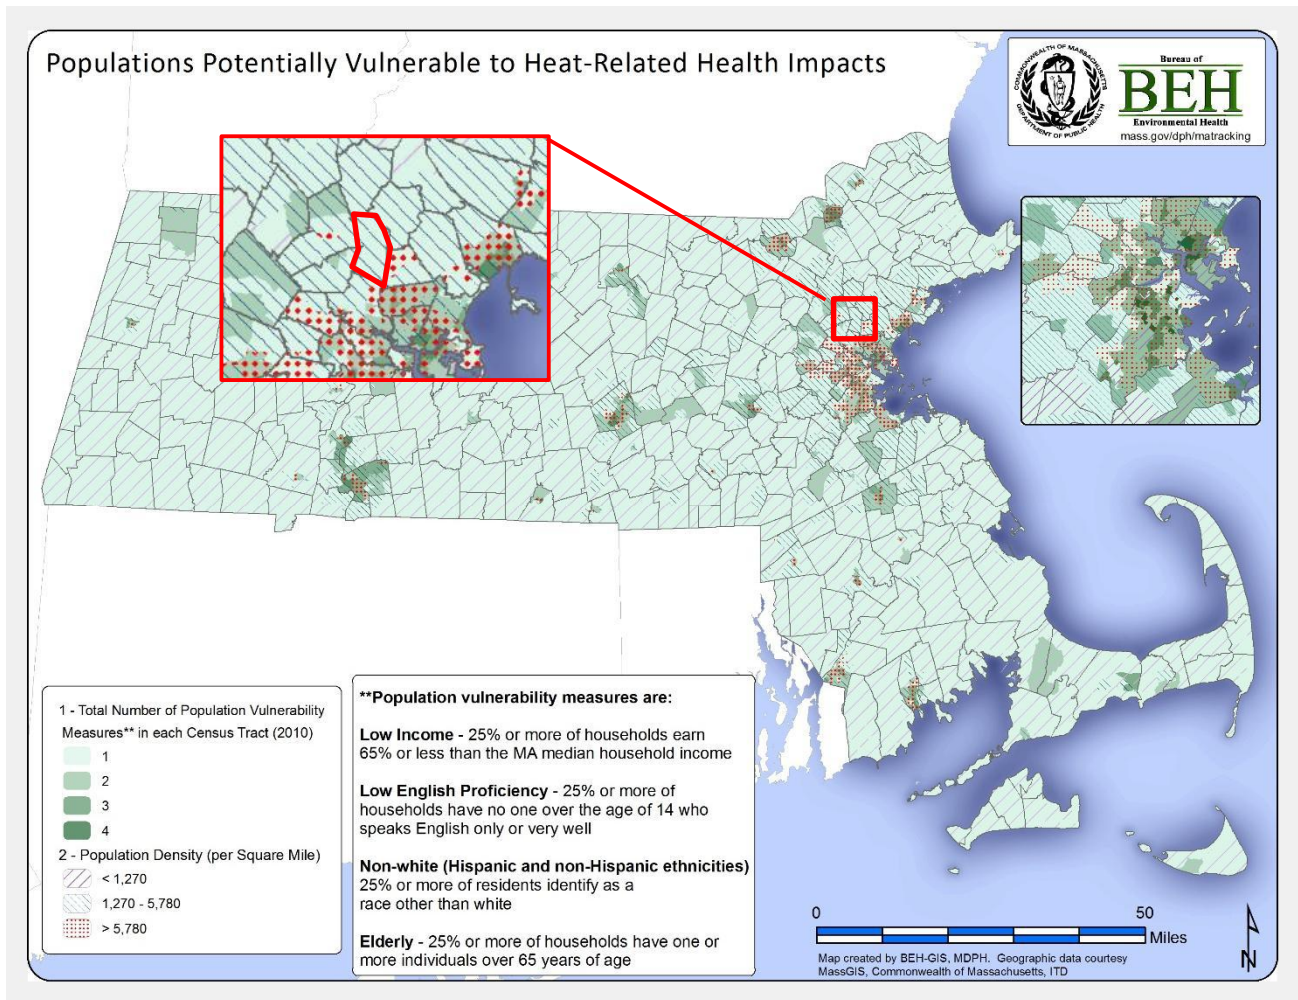 Populations Potentially Vulnerable to Heat-Related Health Impacts
COMMONWEALTH OF MASSACHUSETTS
DEPARTMENT OF PUBLIC HEALTH
Bureau of
BEH
Environmental Health
mass.gov/dph/matracking
1 - Total Number of Population Vulnerability
Measures** in each Census Tract (2010)
1
2
3
4
2 - Population Density (per Square Mile)
< 1,270
1,270 - 5,780
> 5,780
**Population vulnerability measures are:
Low Income - 25% or more of households earn
65% or less than the MA median household income
Low English Proficiency - 25% or more of
households have no one over the age of 14 who
speaks English only or very well
Non-white (Hispanic and non-Hispanic ethnicities)
25% or more of residents identify as a
race other than white
Elderly - 25% or more of households have one or
more individuals over 65 years of age
0 50
Miles
N
Map created by BEH-GIS, MDPH. Geographic data courtesy
MassGIS, Commonwealth of Massachusetts, ITD